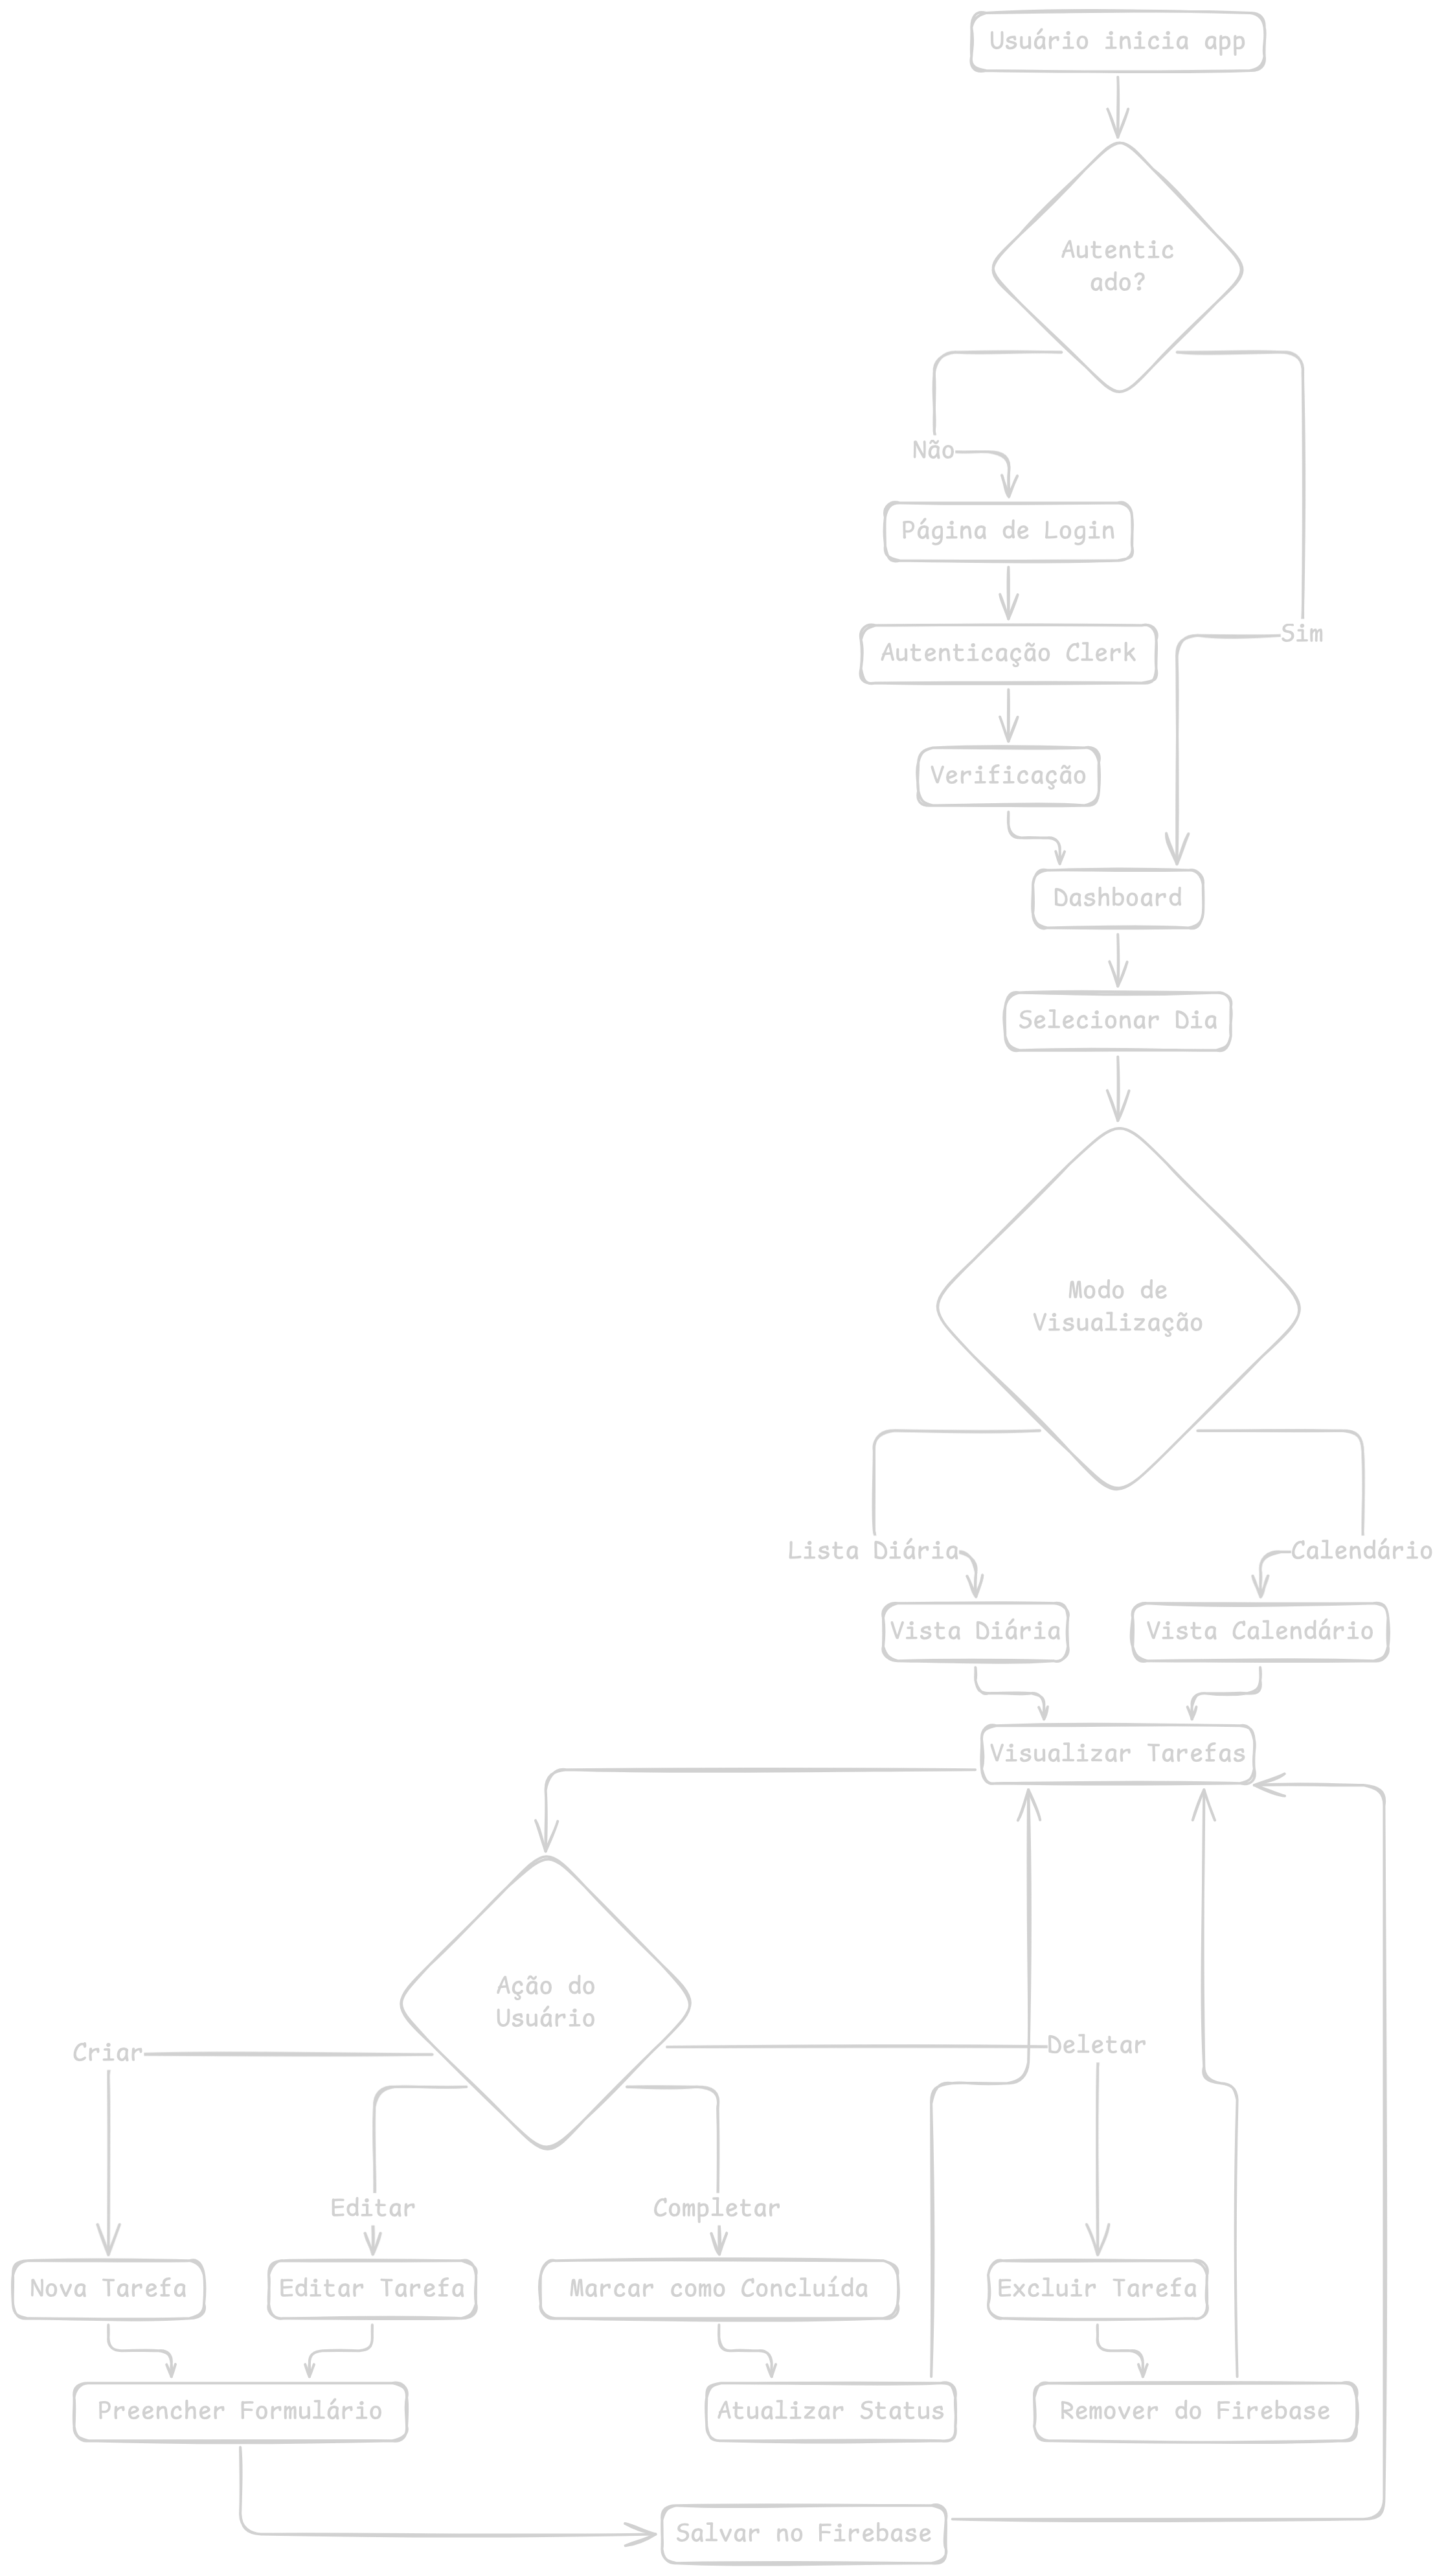 Usuário inicia app
Autentic
ado?
Não
Página de Login
Sim
Autenticação Clerk
Verificação
Dashboard
Selecionar Dia
Modo de
Visualização
Lista Diária
Calendário
Vista Diária
Vista Calendário
Visualizar Tarefas
Ação do
Usuário
Criar
Deletar
Editar
Completar
Nova Tarefa
Editar Tarefa
Marcar como Concluída
Excluir Tarefa
Preencher Formulário
Atualizar Status
Remover do Firebase
Salvar no Firebase